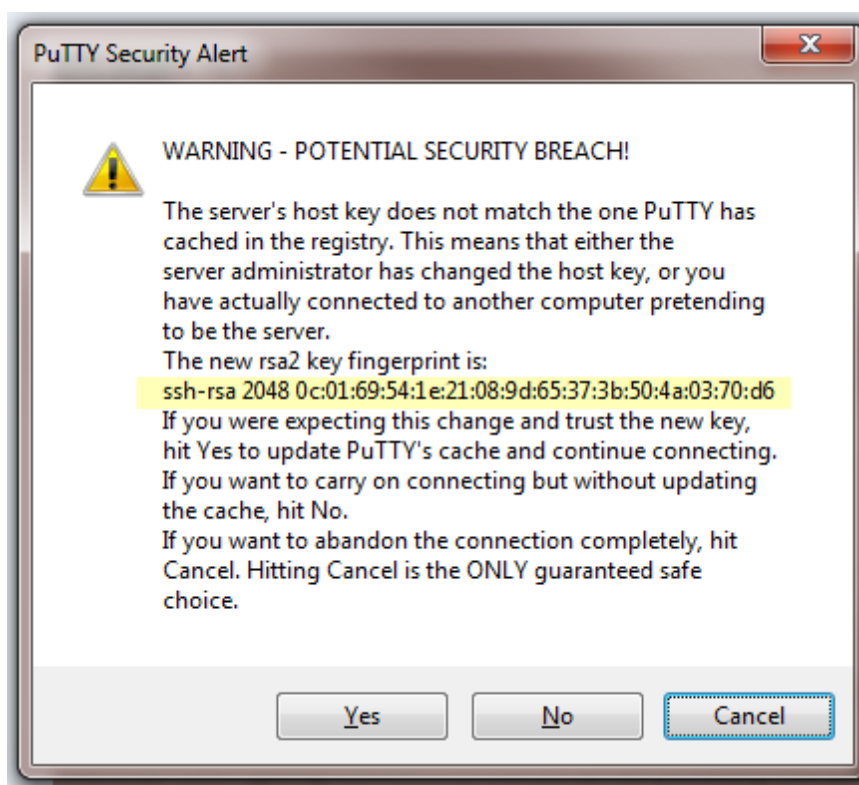 PuTTY Security Alert
WARNING - POTENTIAL SECURITY BREACH!
The server's host key does not match the one PuTTY has
cached in the registry. This means that either the
server administrator has changed the host key, or you
have actually connected to another computer pretending
to be the server.
The new rsa2 key fingerprint is:
ssh-rsa 2048 0c:01:69:54:1e:21:08:9d:65:37:3b:50:4a:03:70:d6
If you were expecting this change and trust the new key,
hit Yes to update PuTTY's cache and continue connecting.
If you want to carry on connecting but without updating
the cache, hit No.
If you want to abandon the connection completely, hit
Cancel. Hitting Cancel is the ONLY guaranteed safe
choice.
Yes No Cancel